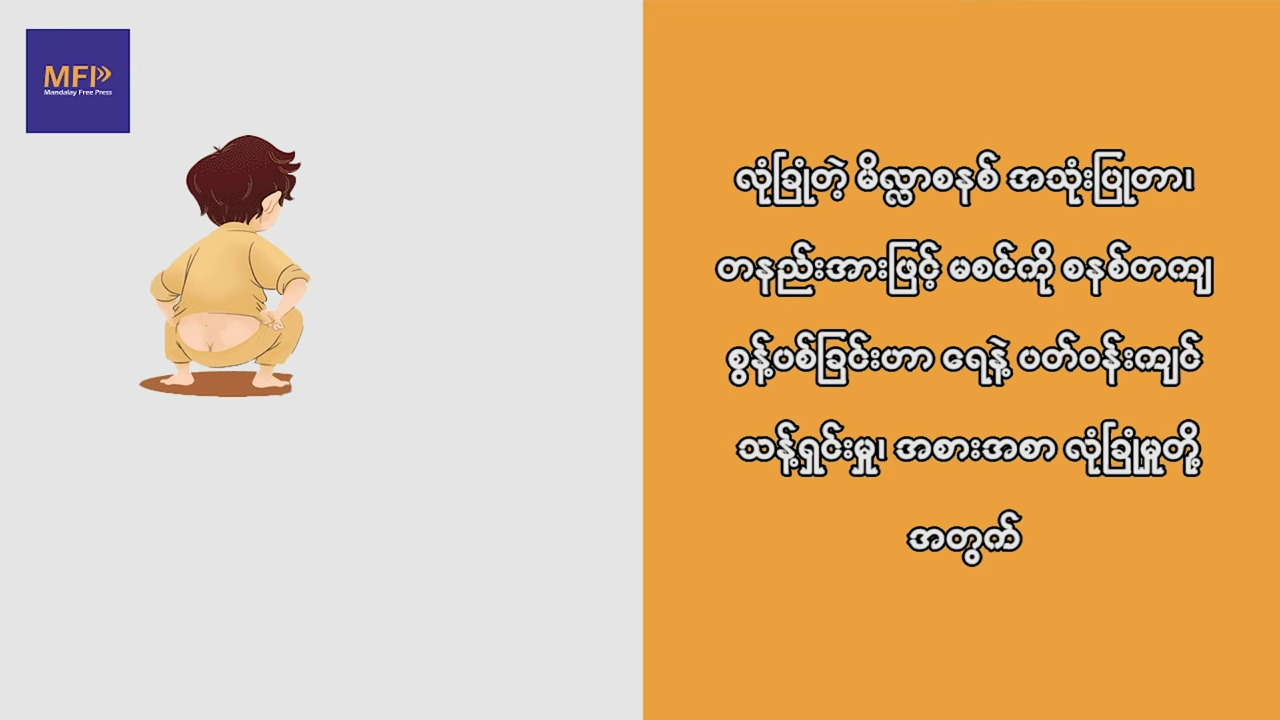 MFP
Mandalay Free Press
လုံခြုံတဲ့ မိလ္လာစနစ် အသုံးပြုတာ၊
တနည်းအားဖြင့် မစင်ကို စနစ်တကျ
စွန့်ပစ်ခြင်းဟာ ရေနဲ့ ပတ်ဝန်းကျင်
သန့်ရှင်းမှု၊ အစားအစာ လုံခြုံမှုတို့
အတွက်